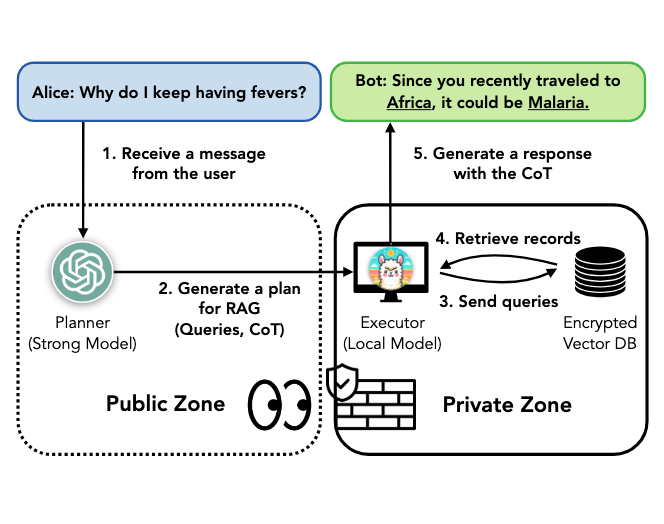 Alice: Why do I keep having fevers?
Bot: Since you recently traveled to
Africa, it could be Malaria.
1. Receive a message
from the user
5. Generate a response
with the CoT
2. Generate a plan
for RAG
(Queries, CoT)
4. Retrieve records
3. Send queries
Planner
(Strong Model)
Executor
(Local Model)
Encrypted
Vector DB
Public Zone
Private Zone